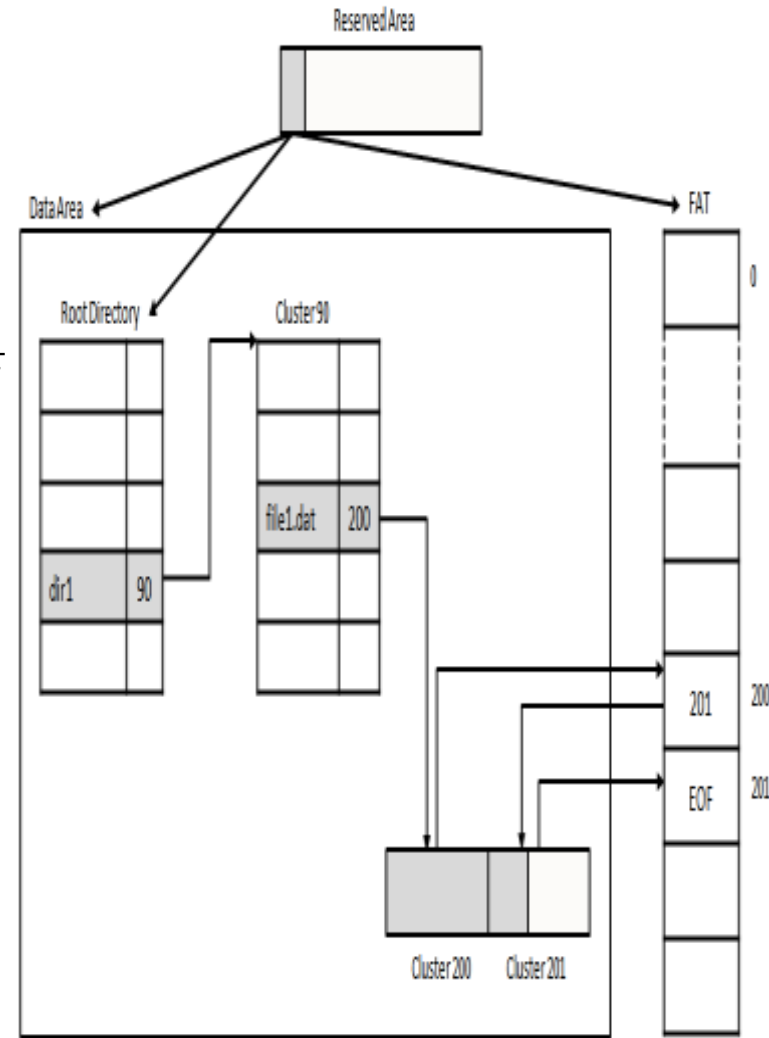 Reserved Area
Data Area
FAT
0
Root Directory
Cluster 90
file1.dat 200
dir1 90
201 200
EOF 201
Cluster 200 Cluster 201